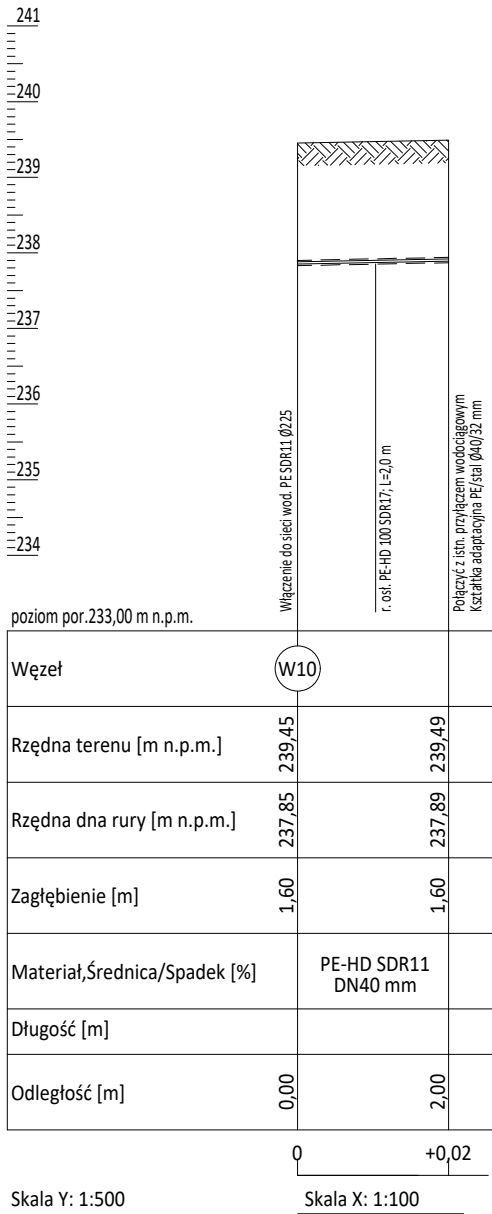 241
240
239
238
237
236
235
234
Włączenie do sieci wod. PE SDR11 Ø225
r. osł. PE-HD 100 SDR17; L=2,0 m
Połączyć z istn. przyłączem wodociągowym
Kształtka adaptacyjna PE/stal Ø40/32 mm
poziom por.233,00 m n.p.m.
Węzeł W10
Rzędna terenu [m n.p.m.] 239,45 239,49
Rzędna dna rury [m n.p.m.] 237,85 237,89
Zagłębienie [m] 1,60 1,60
Materiał,Średnica/Spadek [%] PE-HD SDR11
DN40 mm
Długość [m]
Odległość [m] 0,00 2,00
0 +0,02
Skala Y: 1:500 Skala X: 1:100